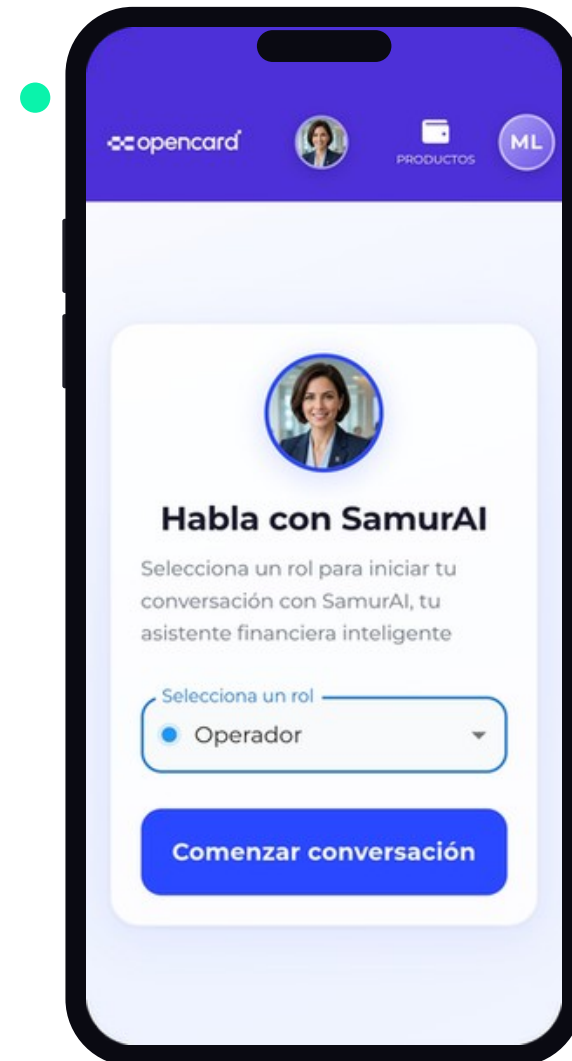 opencard
PRODUCTOS
ML
Habla con SamurAI
Selecciona un rol para iniciar tu
conversación con SamurAI, tu
asistente financiera inteligente
Selecciona un rol
Operador
Comenzar conversación